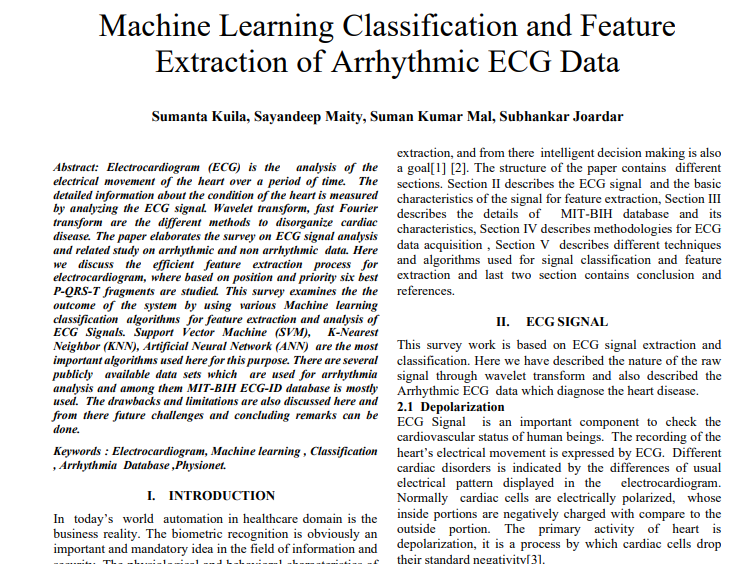 Machine Learning Classification and Feature
Extraction of Arrhythmic ECG Data
Sumanta Kuila, Sayandeep Maity, Suman Kumar Mal, Subhankar Joardar
Abstract: Electrocardiogram (ECG) is the analysis of the
electrical movement of the heart over a period of time. The
detailed information about the condition of the heart is measured
by analyzing the ECG signal. Wavelet transform, fast Fourier
transform are the different methods to disorganize cardiac
disease. The paper elaborates the survey on ECG signal analysis
and related study on arrhythmic and non arrhythmic data. Here
we discuss the efficient feature extraction process for
electrocardiogram, where based on position and priority six best
P-QRS-T fragments are studied. This survey examines the the
outcome of the system by using various Machine learning
classification algorithms for feature extraction and analysis of
ECG Signals. Support Vector Machine (SVM), K-Nearest
Neighbor (KNN), Artificial Neural Network (ANN) are the most
important algorithms used here for this purpose. There are several
publicly available data sets which are used for arrhythmia
analysis and among them MIT-BIH ECG-ID database is mostly
used. The drawbacks and limitations are also discussed here and
from there future challenges and concluding remarks can be
done.
Keywords : Electrocardiogram, Machine learning , Classification
, Arrhythmia Database ,Physionet.
I. INTRODUCTION
In today's world automation in healthcare domain is the
business reality. The biometric recognition is obviously an
important and mandatory idea in the field of information and
security. The physiological and behavioral characteristics of
extraction, and from there intelligent decision making is also
a goal[1] [2]. The structure of the paper contains different
sections. Section II describes the ECG signal and the basic
characteristics of the signal for feature extraction, Section III
describes the details of MIT-BIH database and its
characteristics, Section IV describes methodologies for ECG
data acquisition , Section V describes different techniques
and algorithms used for signal classification and feature
extraction and last two section contains conclusion and
references.
II. ECG SIGNAL
This survey work is based on ECG signal extraction and
classification. Here we have described the nature of the raw
signal through wavelet transform and also described the
Arrhythmic ECG data which diagnose the heart disease.
2.1 Depolarization
ECG Signal is an important component to check the
cardiovascular status of human beings. The recording of the
heart's electrical movement is expressed by ECG. Different
cardiac disorders is indicated by the differences of usual
electrical pattern displayed in the electrocardiogram.
Normally cardiac cells are electrically polarized, whose
inside portions are negatively charged with compare to the
outside portion. The primary activity of heart is
depolarization, it is a process by which cardiac cells drop
their standard negativity[3].